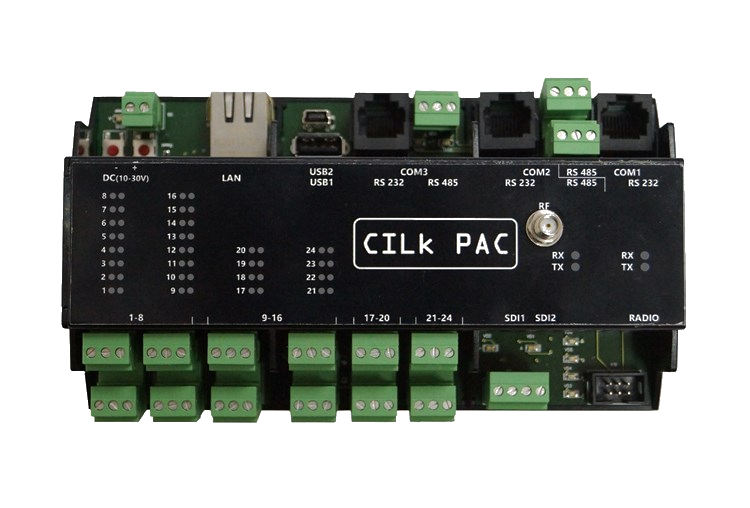 - +
DC(10-30V)
LAN
USB2
USB1
COM3
RS 232 RS 485
COM2
RS 232
RS 485
RS 485
COM1
RS 232
8 16
7 15
6 14
5 13
4 12 20 24
3 11 19 23
2 10 18 22
1 9 17 21
CILk PAC
RF
RX RX
TX TX
1-8 9-16 17-20 21-24 SDI1 SDI2 RADIO